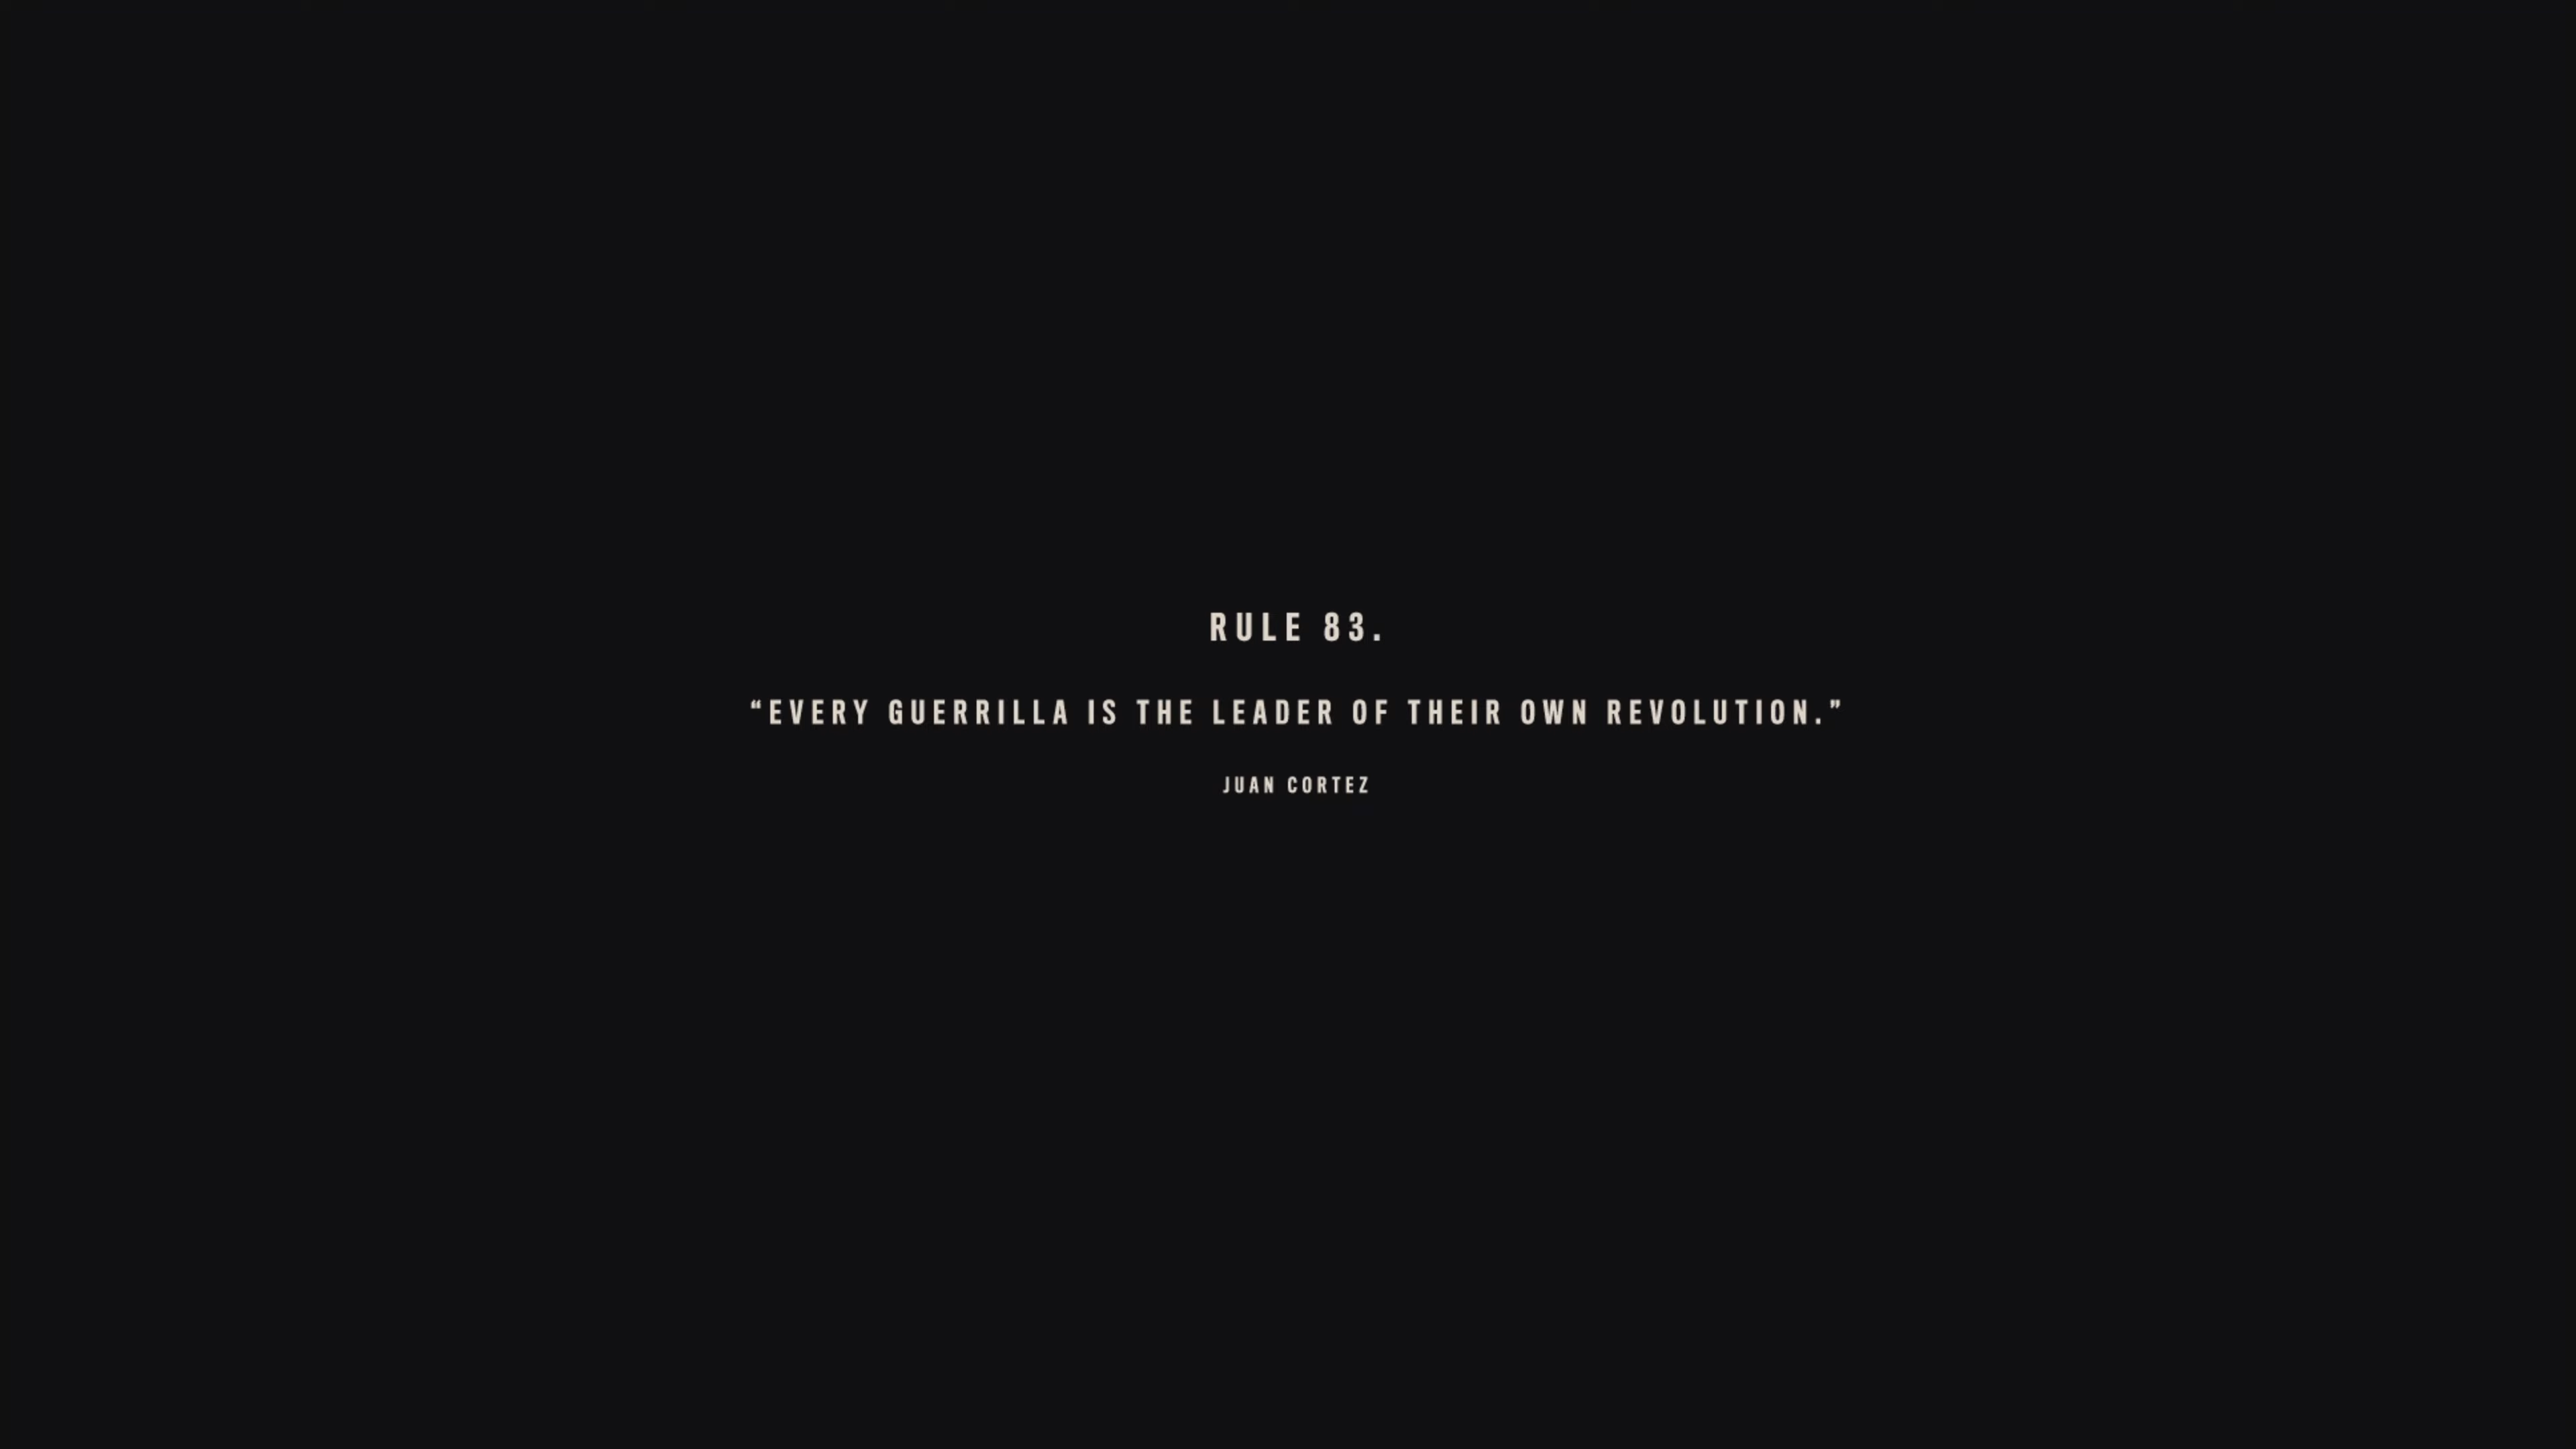 RULE 83.
“EVERY GUERRILLA IS THE LEADER OF THEIR OWN REVOLUTION.”
JUAN CORTEZ